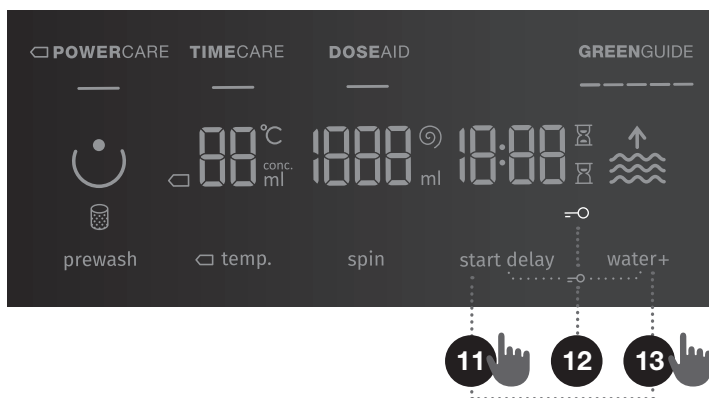 POWERCARE TIMECARE DOSEAID GREENGUIDE
88 °C conc. ml 1888 ml 18:88
prewash temp. spin start delay water+
11 12 13